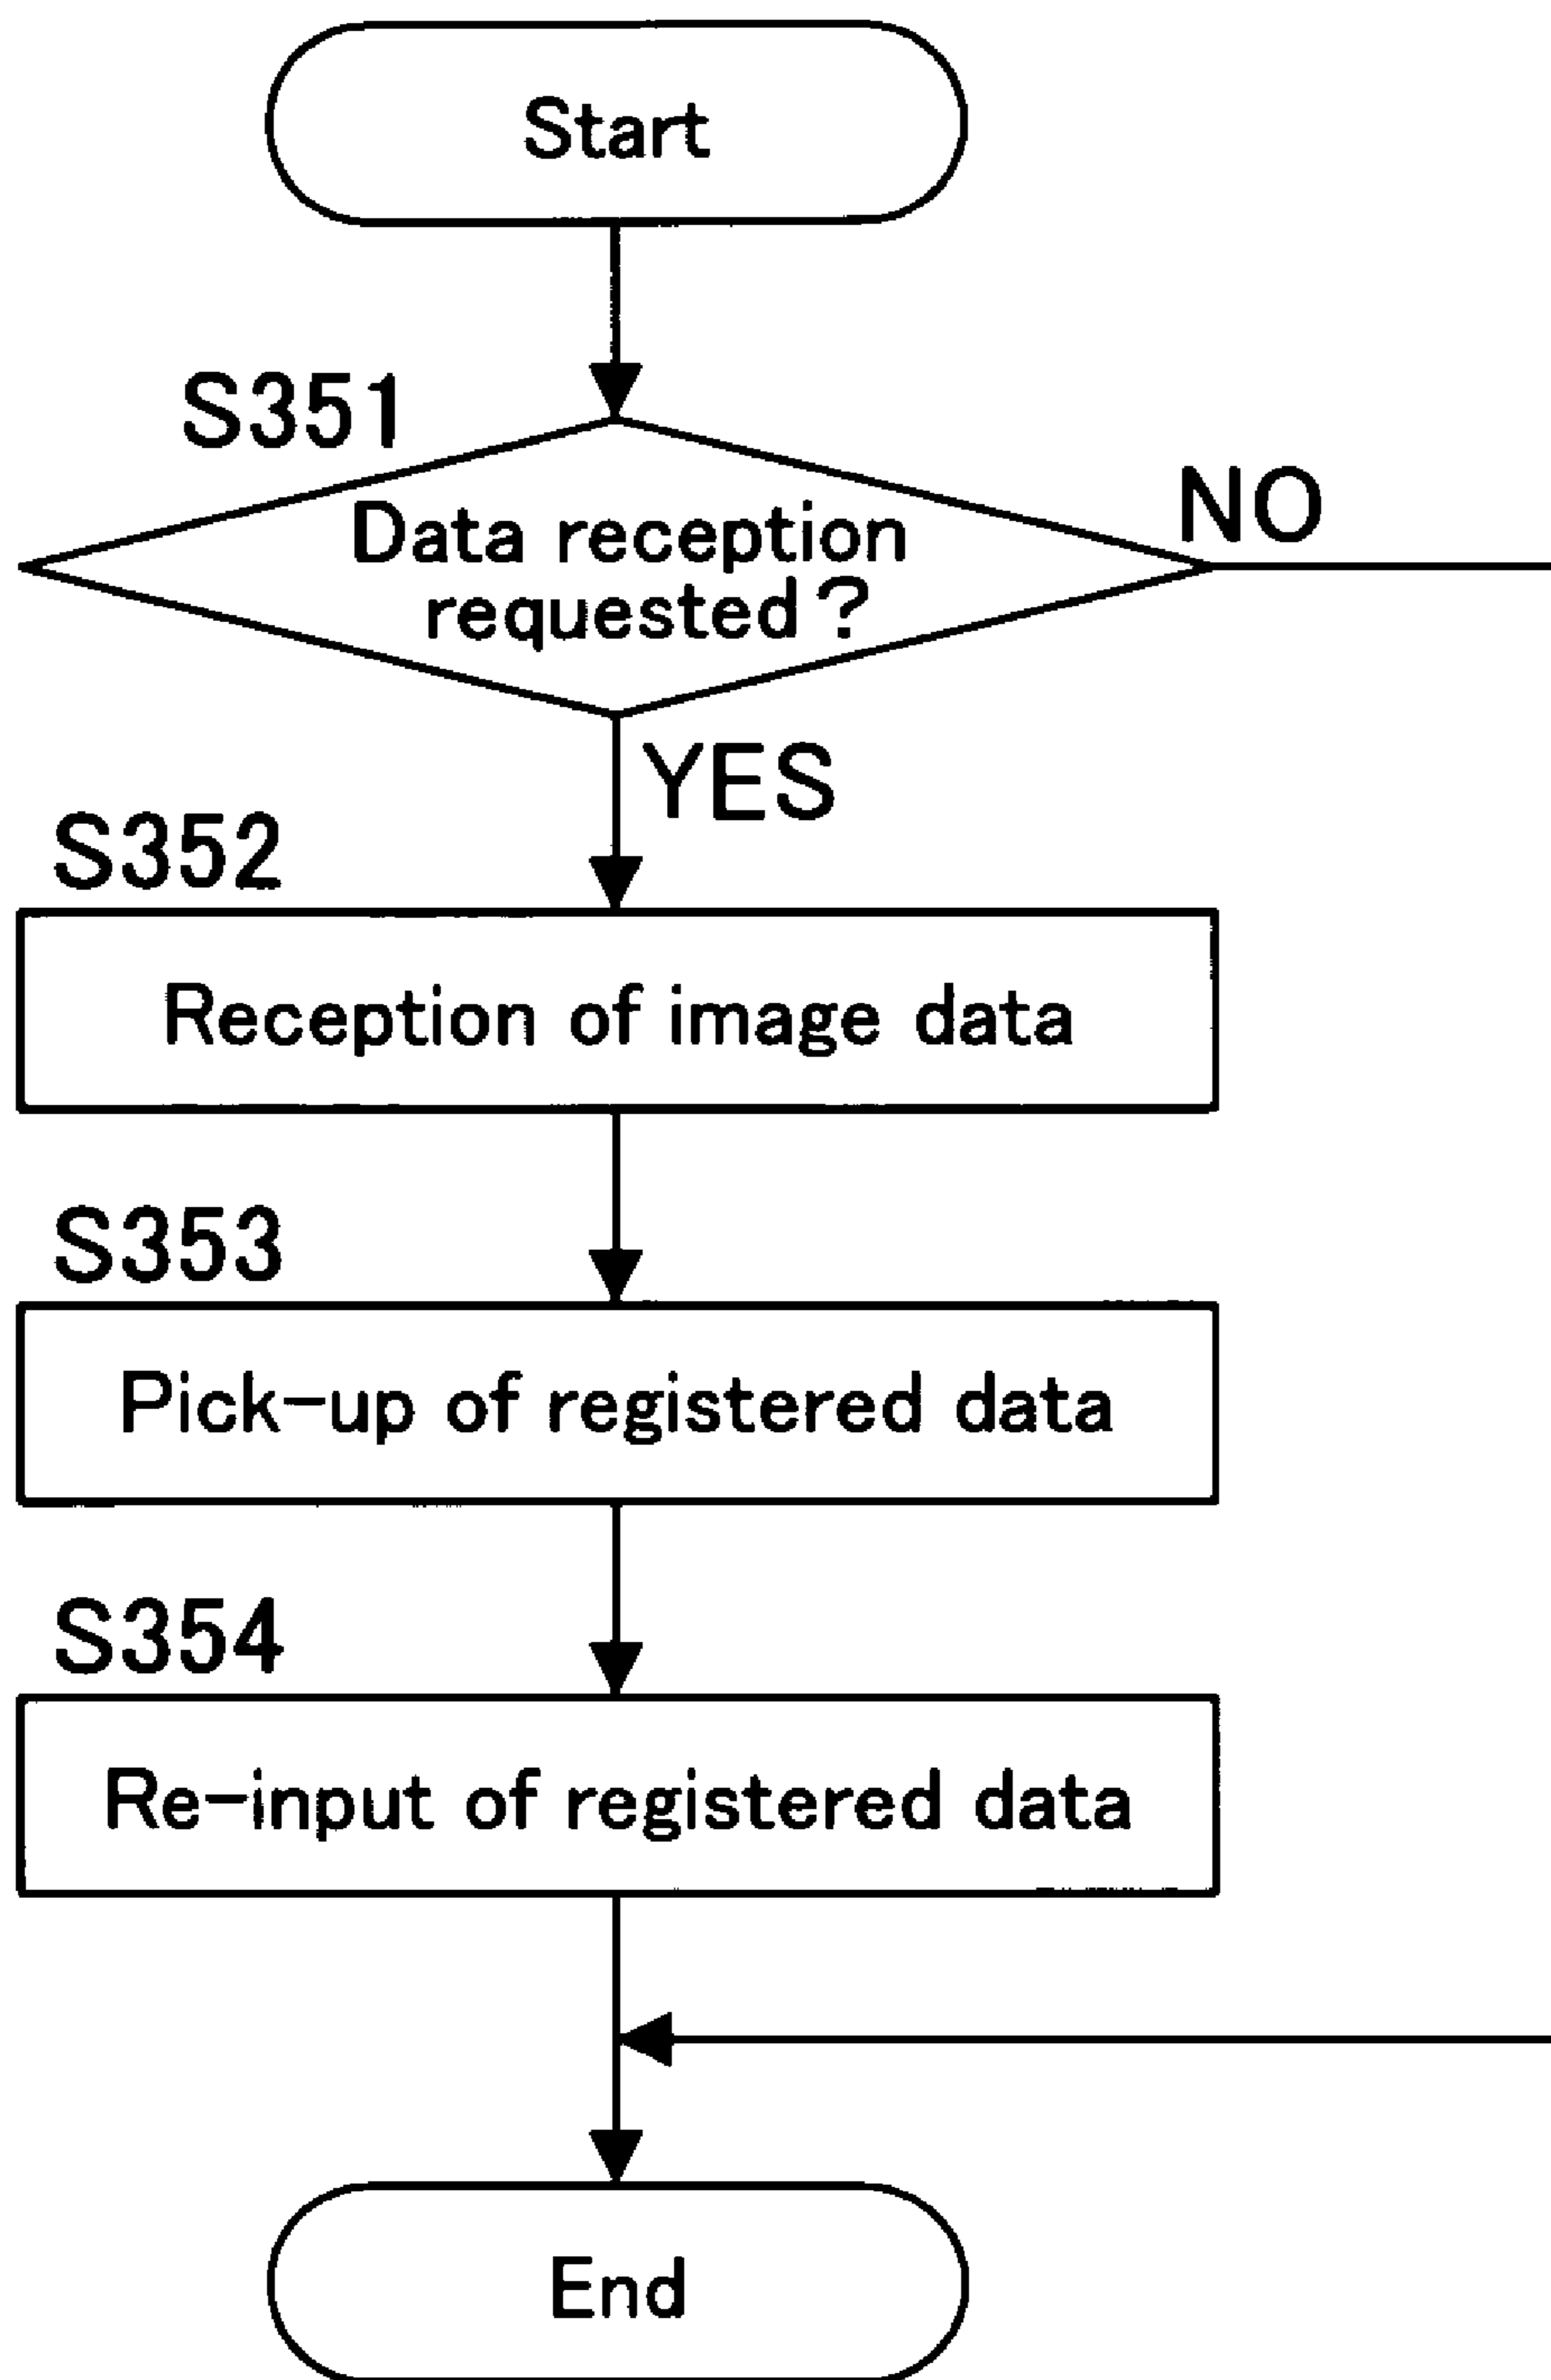 Start
S351
Data reception
requested?
NO
YES
S352
Reception of image data
S353
Pick-up of registered data
S354
Re-input of registered data
End